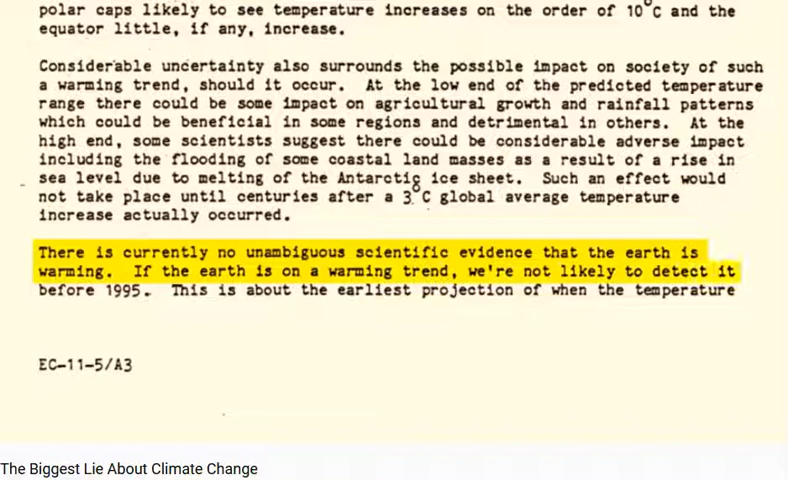 polar caps likely to see temperature increases on the order of 10°C and the
equator little, if any, increase.
Considerable uncertainty also surrounds the possible impact on society of such
a warming trend, should it occur. At the low end of the predicted temperature
range there could be some impact on agricultural growth and rainfall patterns
which could be beneficial in some regions and detrimental in others. At the
high end, some scientists suggest there could be considerable adverse impact
including the flooding of some coastal land masses as a result of a rise in
sea level due to melting of the Antarctic ice sheet. Such an effect would
not take place until centuries after a 3°C global average temperature
increase actually occurred.
There is currently no unambiguous scientific evidence that the earth is
warming. If the earth is on a warming trend, we're not likely to detect it
before 1995. This is about the earliest projection of when the temperature
EC-11-5/A3
The Biggest Lie About Climate Change